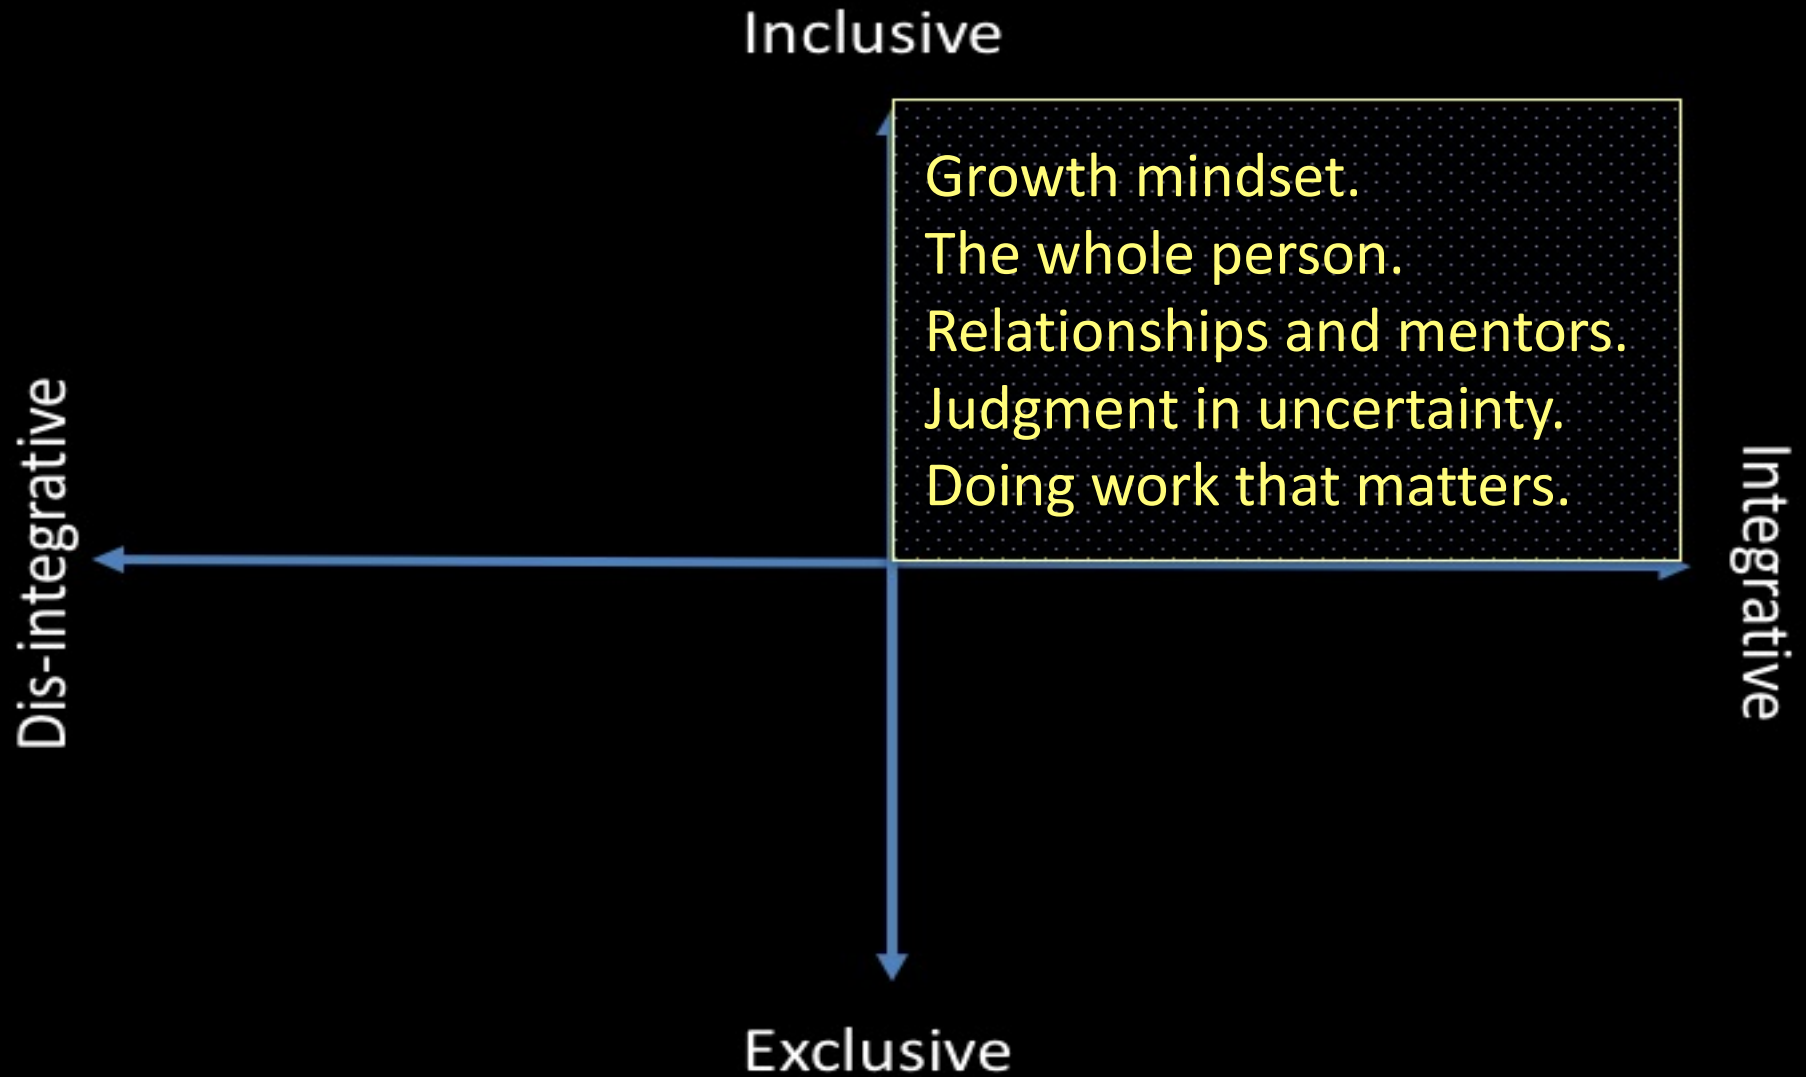 Inclusive
Growth mindset.
The whole person.
Relationships and mentors.
Judgment in uncertainty.
Doing work that matters.
Dis-integrative
Integrative
Exclusive